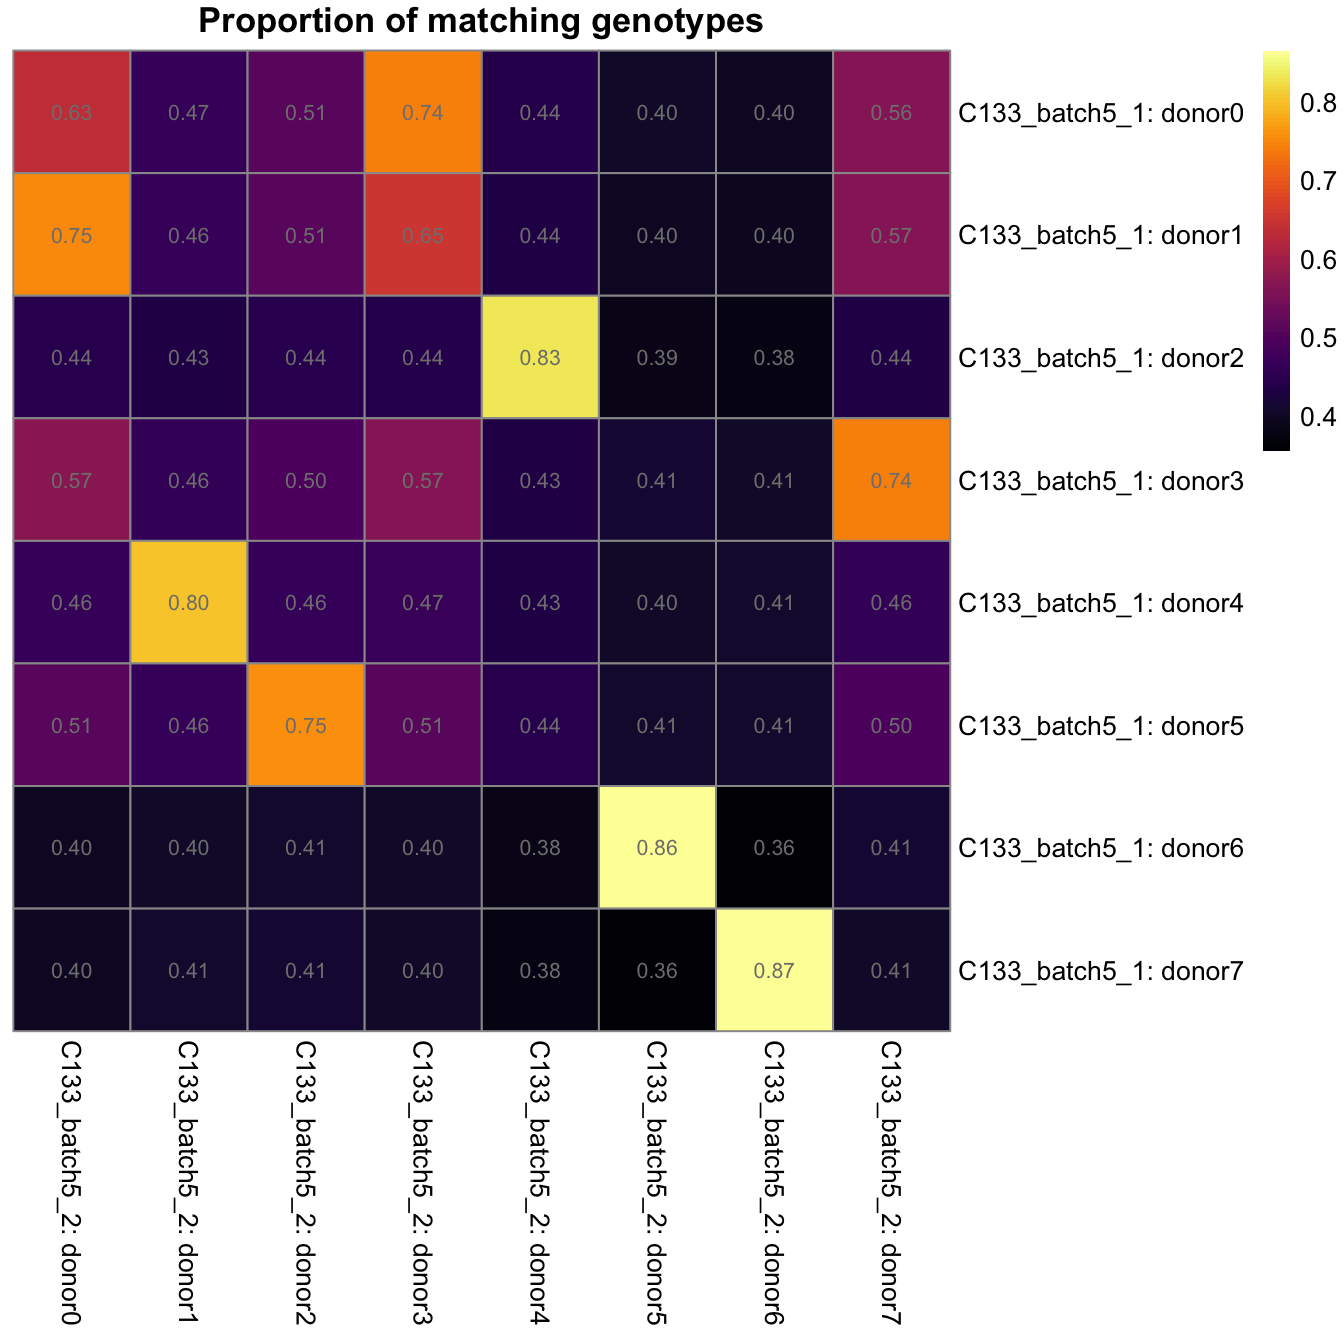 Proportion of matching genotypes
0.63 0.47 0.51 0.74 0.44 0.40 0.40 0.56 C133_batch5_1: donor0
0.75 0.46 0.51 0.65 0.44 0.40 0.40 0.57 C133_batch5_1: donor1
0.44 0.43 0.44 0.44 0.83 0.39 0.38 0.44 C133_batch5_1: donor2
0.57 0.46 0.50 0.57 0.43 0.41 0.41 0.74 C133_batch5_1: donor3
0.46 0.80 0.46 0.47 0.43 0.40 0.41 0.46 C133_batch5_1: donor4
0.51 0.46 0.75 0.51 0.44 0.41 0.41 0.50 C133_batch5_1: donor5
0.40 0.40 0.41 0.40 0.38 0.86 0.36 0.41 C133_batch5_1: donor6
0.40 0.41 0.41 0.40 0.38 0.36 0.87 0.41 C133_batch5_1: donor7
C133_batch5_2: donor0
C133_batch5_2: donor1
C133_batch5_2: donor2
C133_batch5_2: donor3
C133_batch5_2: donor4
C133_batch5_2: donor5
C133_batch5_2: donor6
C133_batch5_2: donor7
0.8
0.7
0.6
0.5
0.4